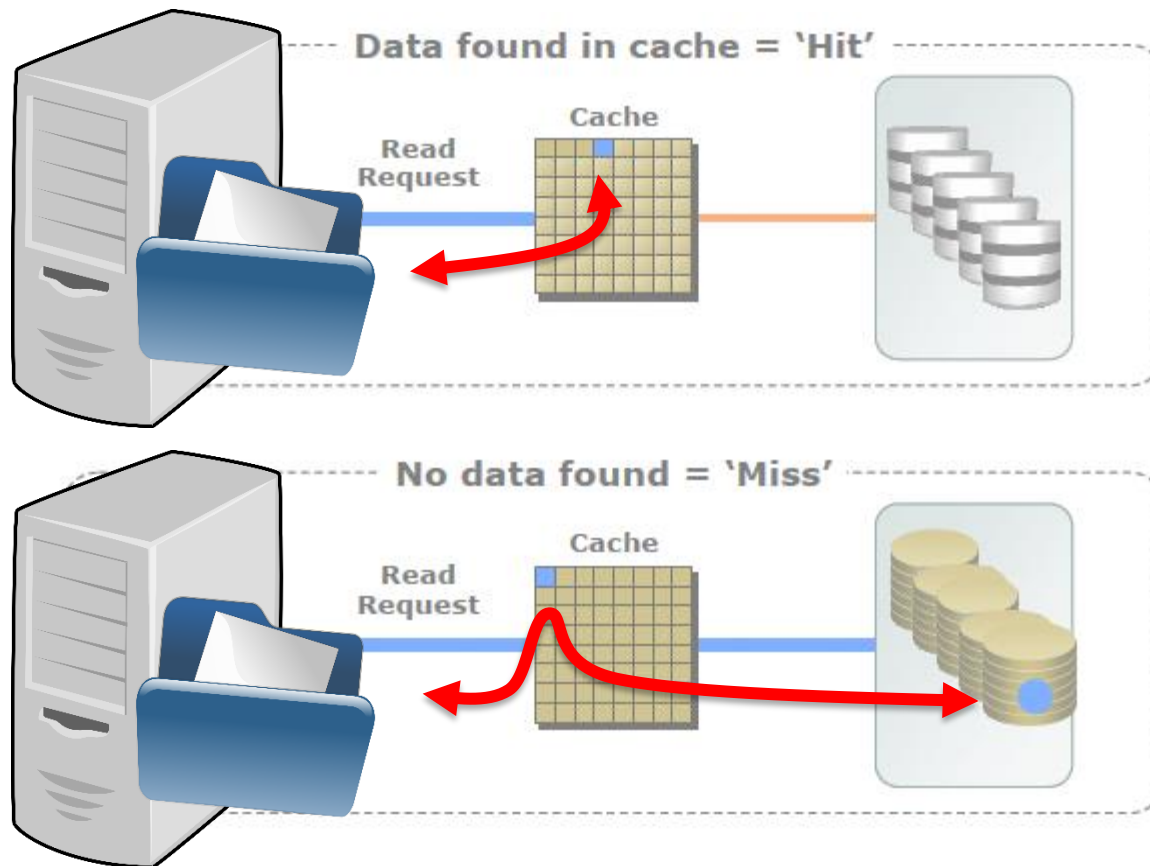 Data found in cache = ‘Hit’
Cache
Read
Request
No data found = ‘Miss’
Cache
Read
Request